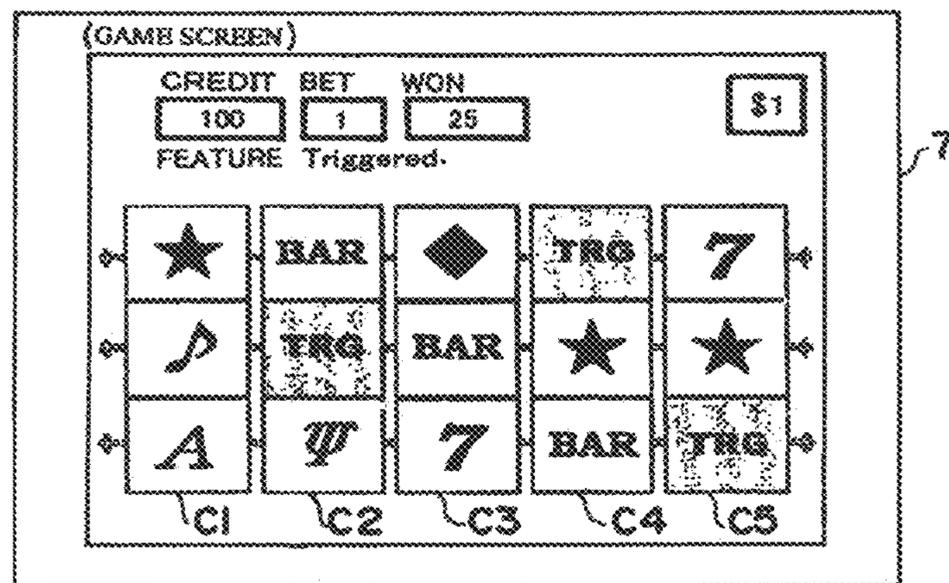 (GAME SCREEN)
CREDIT BET WON
100 1 25 $1
FEATURE Triggered.
7
BAR TRG 7
TRG BAR
A 7 BAR TRG
C1 C2 C3 C4 C5